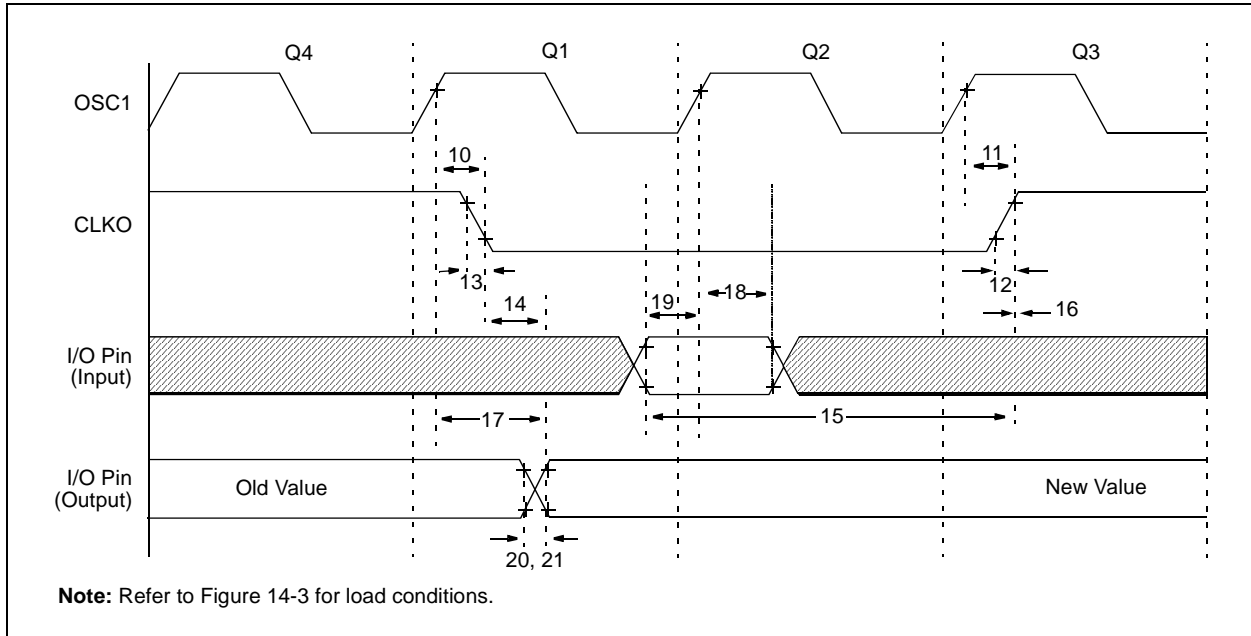 Q4 Q1 Q2 Q3
OSC1
10 11
CLKO
13 12
14 19 18 16
I/O Pin
(Input)
17 15
I/O Pin
(Output)
Old Value New Value
20, 21
Note: Refer to Figure 14-3 for load conditions.